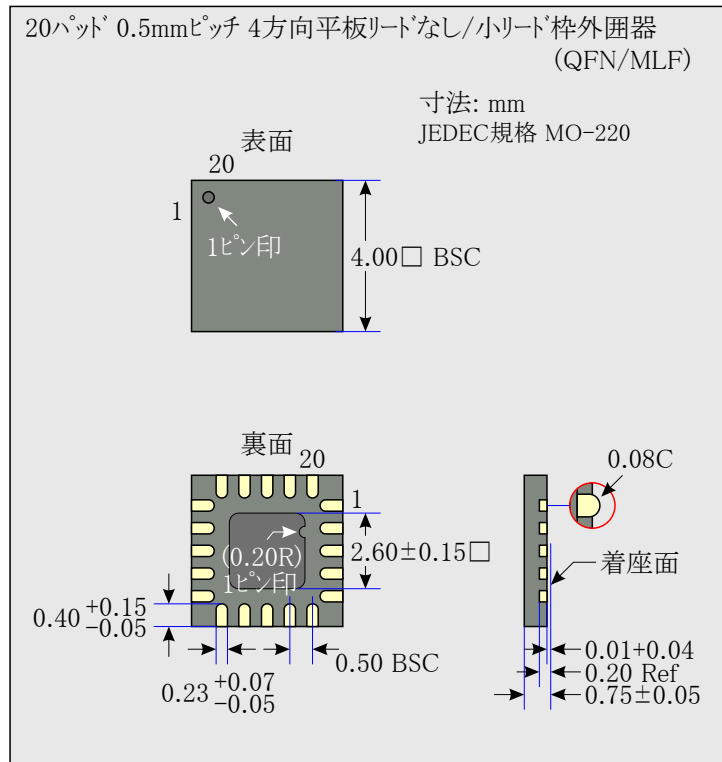 20ﾊﾟｯﾄﾞ 0.5mmﾋﾟｯﾁ 4方向平板ﾘｰﾄﾞなし/小ﾘｰﾄﾞ枠外囲器
(QFN/MLF)
寸法: mm
JEDEC規格 MO-220
表面
20
1
1ﾋﾟﾝ印
4.00□ BSC
裏面
20
1
(0.20R)
1ﾋﾟﾝ印
2.60±0.15□
0.40 +0.15
-0.05
0.50 BSC
0.23 +0.07
-0.05
0.08C
着座面
0.01+0.04
0.20 Ref
0.75±0.05